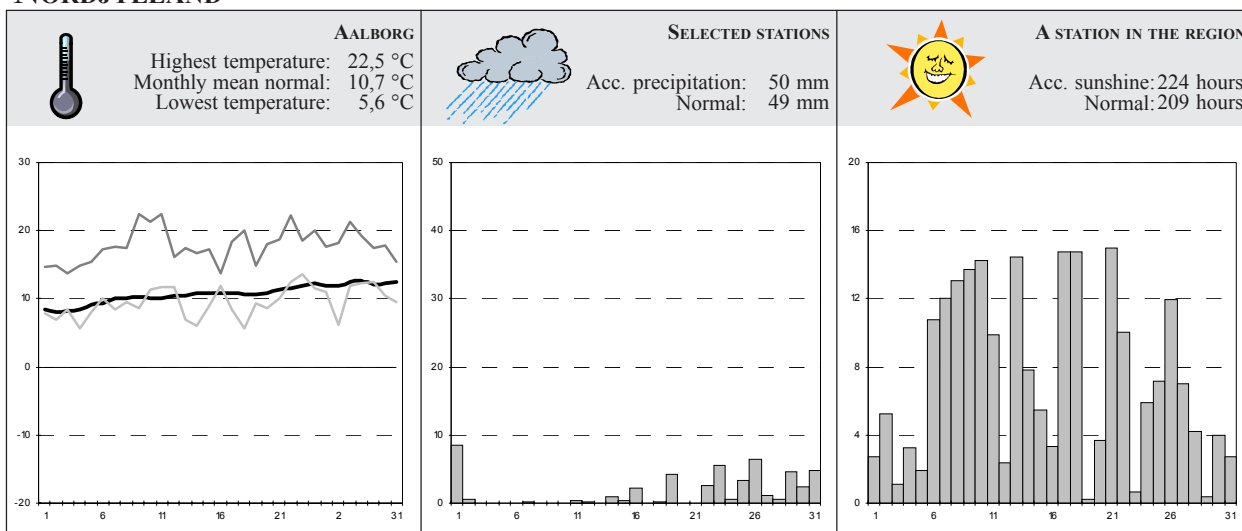 NORDJYLLAND
AALBORG
Highest temperature: 22,5 °C
Monthly mean normal: 10,7 °C
Lowest temperature: 5,6 °C
SELECTED STATIONS
Acc. precipitation: 50 mm
Normal: 49 mm
A STATION IN THE REGION
Acc. sunshine: 224 hours
Normal: 209 hours
30
20
10
0
-10
-20
1 6 11 16 21 2 31
50
40
30
20
10
0
1 6 11 16 21 26 31
20
16
12
8
4
0
1 6 11 16 21 26 31